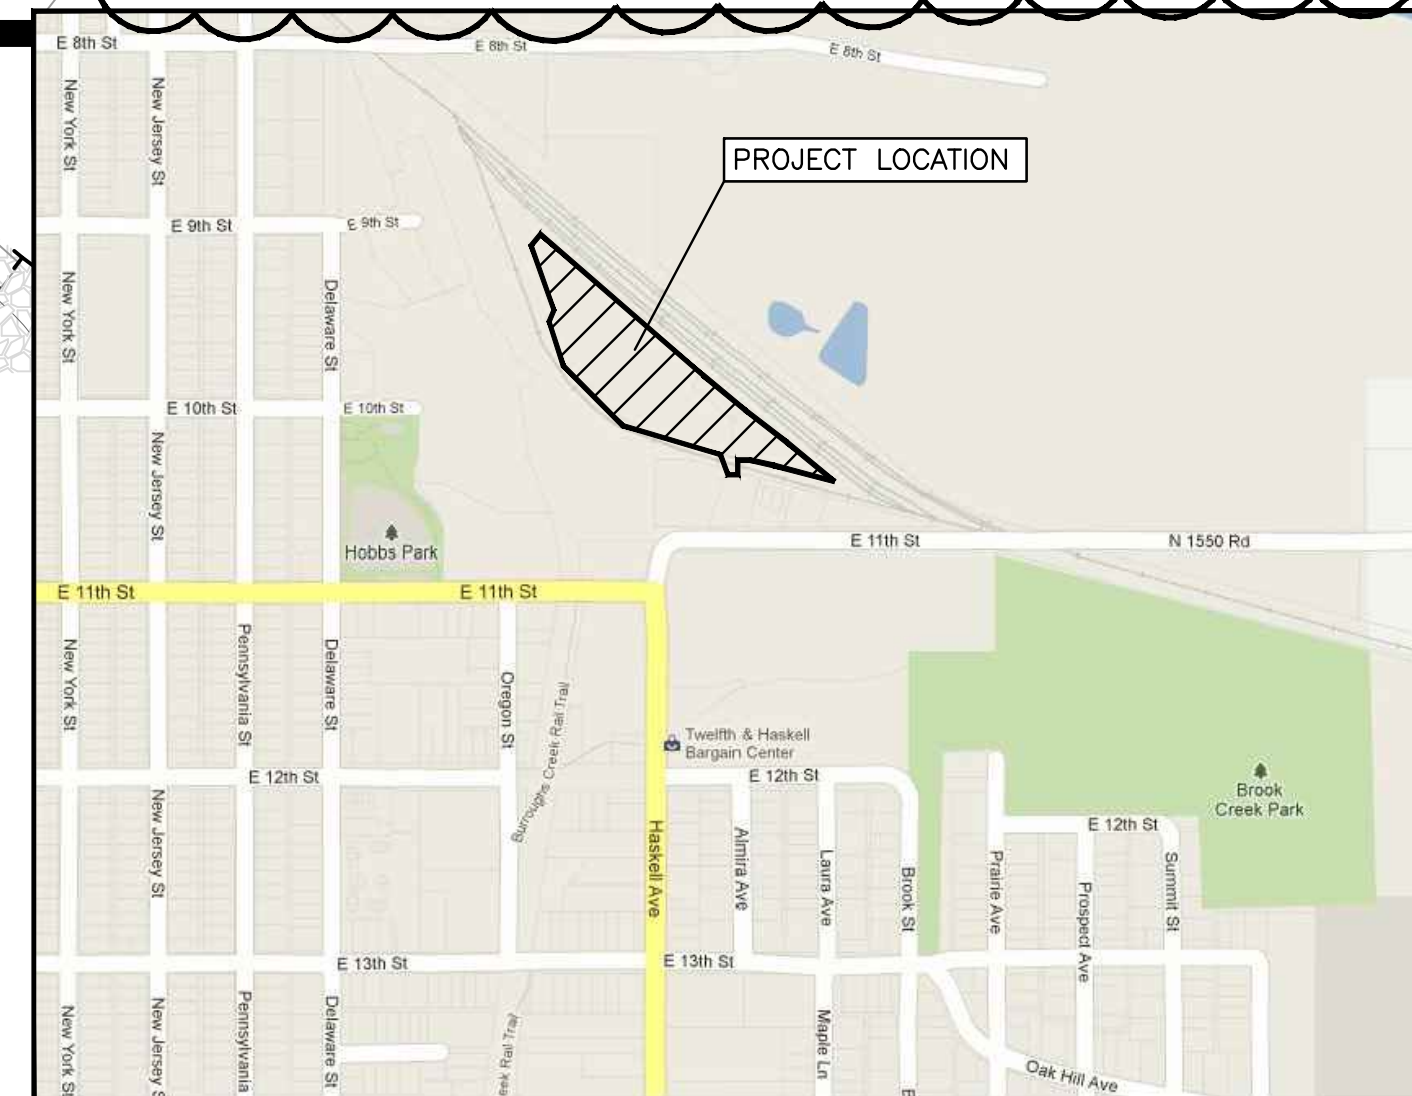 E 8th St
E 8th St
E 8th St
New York St
New Jersey St
PROJECT LOCATION
E 9th St
E 9th St
New York St
Delaware St
E 10th St
E 10th St
New Jersey St
Hobbs Park
E 11th St
N 1550 Rd
E 11th St
E 11th St
New York St
Pennsylvania St
Delaware St
Oregon St
Burroughs Creek Rail Trail
Twelfth & Haskell
Bargain Center
E 12th St
E 12th St
Brook
Creek Park
E 12th St
New Jersey St
Haskell Ave
Almira Ave
Laura Ave
Brook St
Prairie Ave
Prospect Ave
Summit St
E 13th St
E 13th St
New York St
New Jersey S
Pennsylvania
Delaware St
eek Rail Trail
Maple Ln
Oak Hill Ave